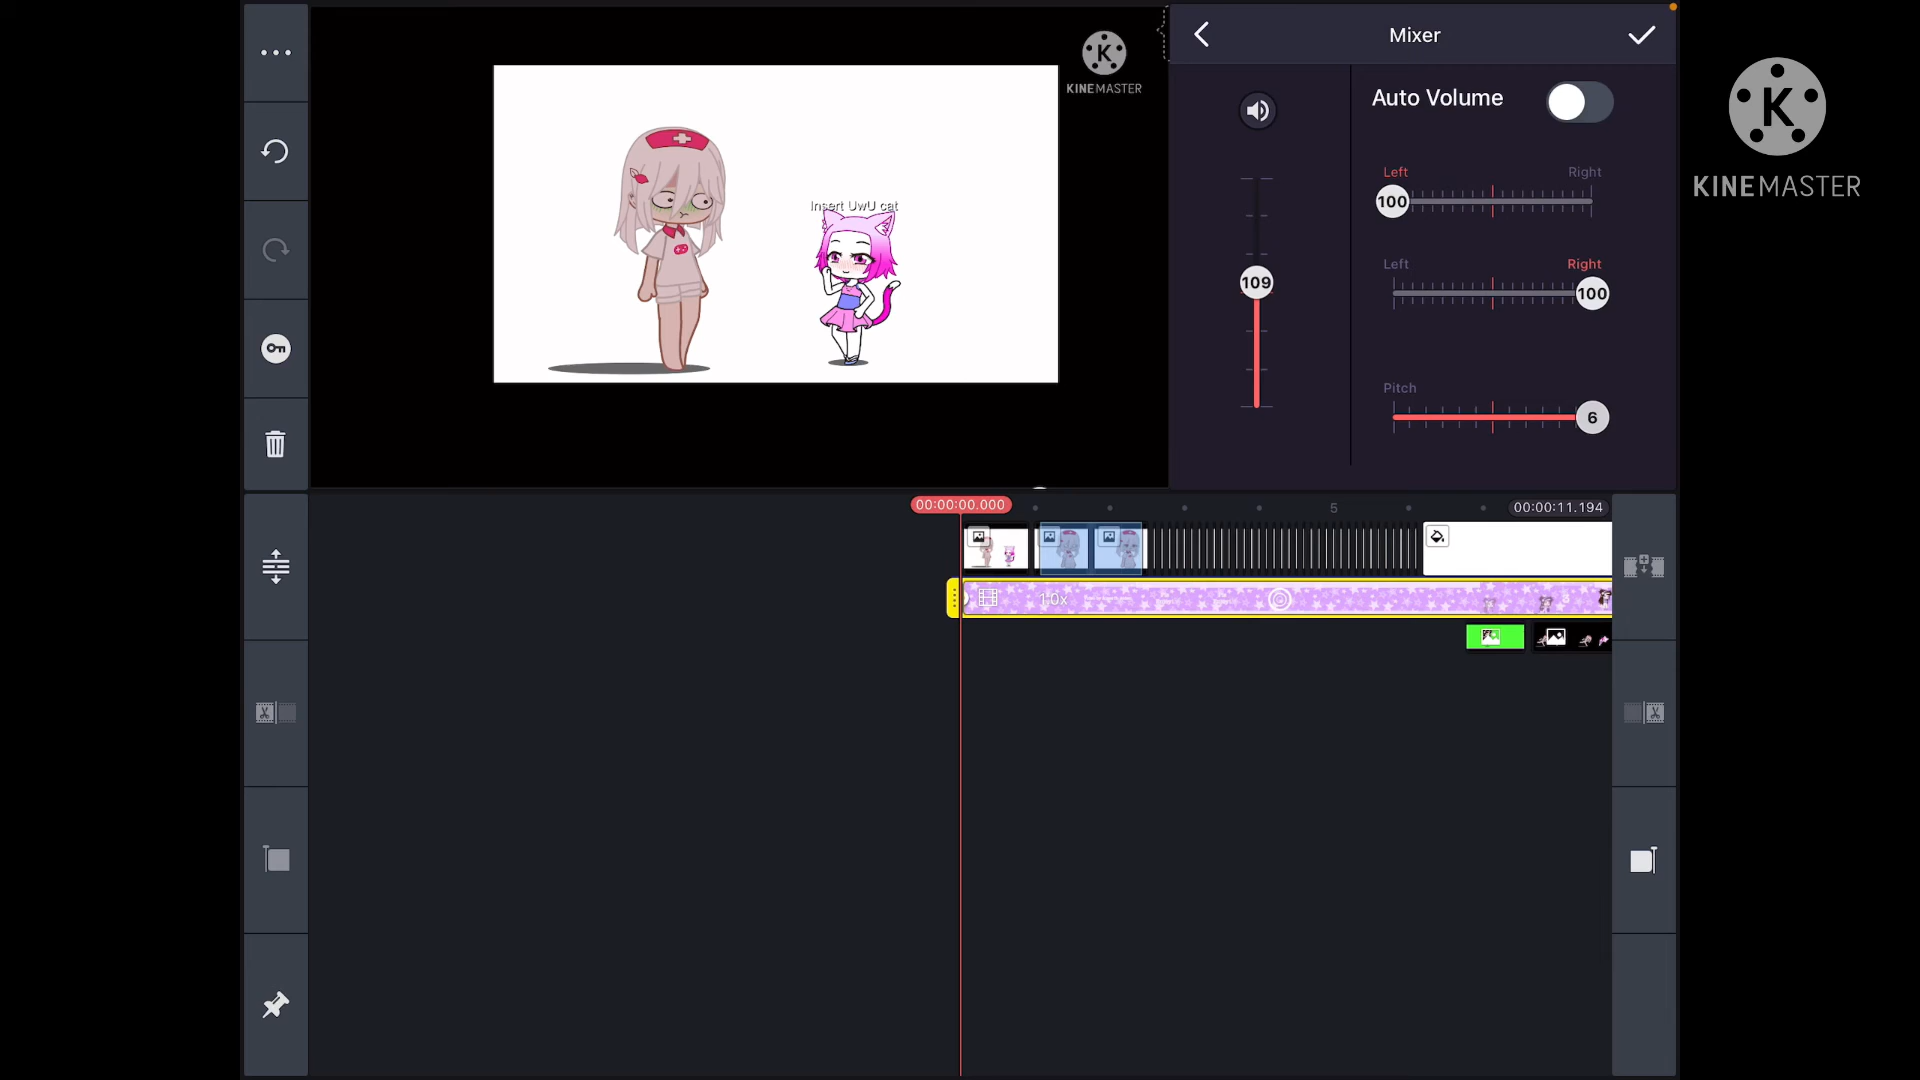 Mixer
KINEMASTER
K
KINEMASTER
Auto Volume
Left
Right
100
Insert UwU cat
Left
Right
109
100
Pitch
6
00:00:00.000
5
00:00:11.194
1.0x